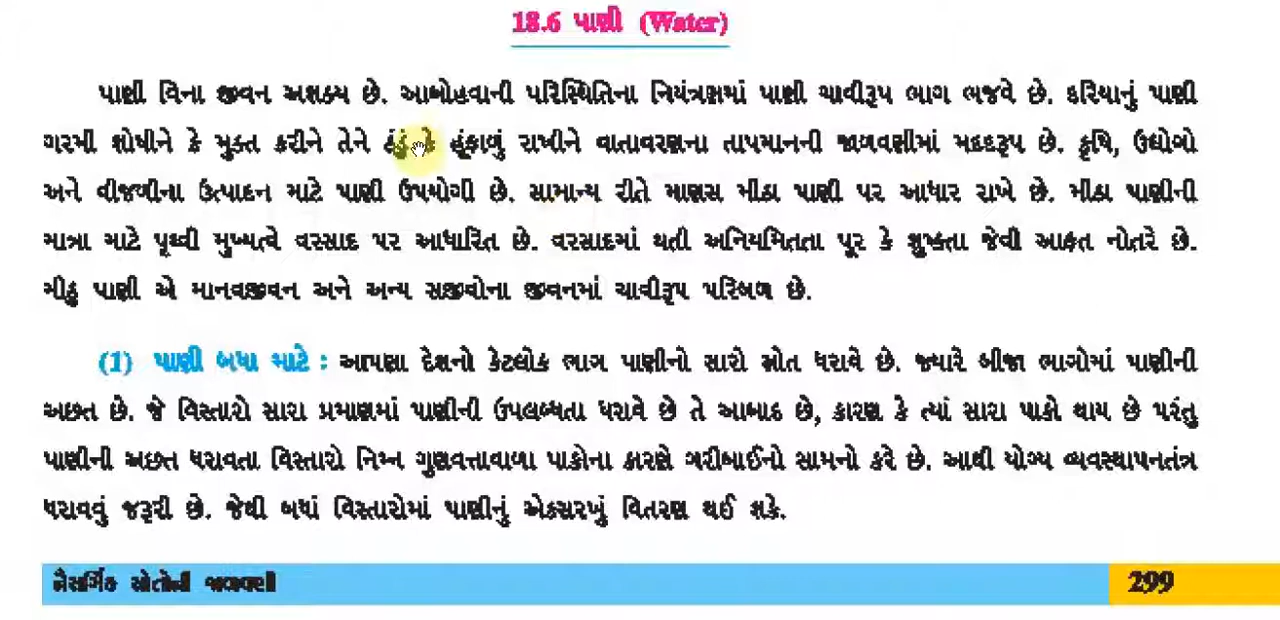 18.6 પાણી (Water)
પાણી વિના જીવન અશક્ય છે. આબોહવાની પરિસ્થિતિના નિયંત્રણમાં પાણી ચાવીરૂપ ભાગ ભજવે છે. દરિયાનું પાણી
ગરમી શોષીને કે મુક્ત કરીને તેને ઠંડું કે હૂંફાળું રાખીને વાતાવરણના તાપમાનની જાળવણીમાં મદદરૂપ છે. કૃષિ, ઉદ્યોગો
અને વીજળીના ઉત્પાદન માટે પાણી ઉપયોગી છે. સામાન્ય રીતે માણસ મીઠા પાણી પર આધાર રાખે છે. મીઠા પાણીની
માત્રા માટે પૃથ્વી મુખ્યત્વે વરસાદ પર આધારિત છે. વરસાદમાં થતી અનિયમિતતા પૂર કે શુષ્કતા જેવી આફત નોતરે છે.
મીઠું પાણી એ માનવજીવન અને અન્ય સજીવોના જીવનમાં ચાવીરૂપ પરિબળ છે.
(1) પાણી બધા માટે : આપણા દેશનો કેટલોક ભાગ પાણીનો સારો સ્રોત ધરાવે છે. જ્યારે બીજા ભાગોમાં પાણીની
અછત છે. જે વિસ્તારો સારા પ્રમાણમાં પાણીની ઉપલબ્ધતા ધરાવે છે તે આબાદ છે, કારણ કે ત્યાં સારા પાકો થાય છે પરંતુ
પાણીની અછત ધરાવતા વિસ્તારો નિમ્ન ગુણવત્તાવાળા પાકોના કારણે ગરીબાઈનો સામનો કરે છે. આથી યોગ્ય વ્યવસ્થાપનતંત્ર
ધરાવવું જરૂરી છે. જેથી બધાં વિસ્તારોમાં પાણીનું એકસરખું વિતરણ થઈ શકે.
નૈસર્ગિક સ્રોતોની જાળવણી
299